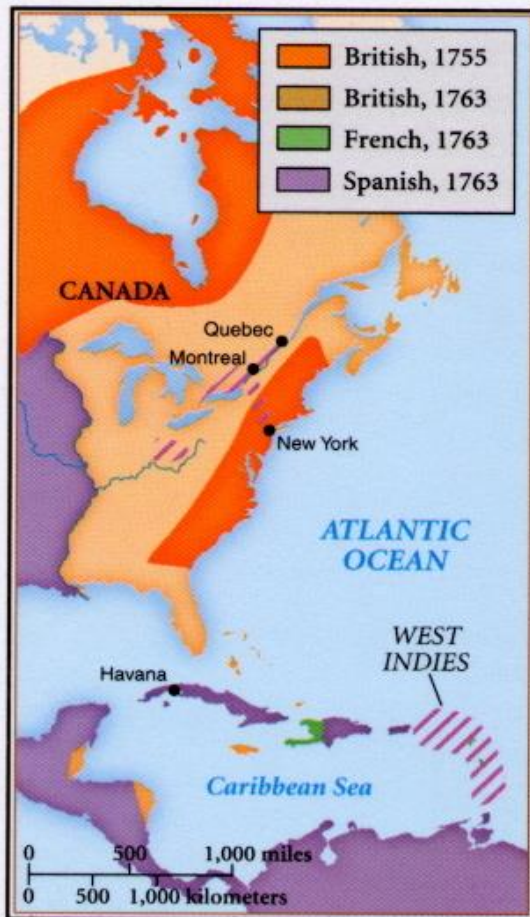 British, 1755
British, 1763
French, 1763
Spanish, 1763
CANADA
Quebec
Montreal
New York
ATLANTIC
OCEAN
WEST
INDIES
Havana
Caribbean Sea
0 500 1,000 miles
0 500 1,000 kilometers